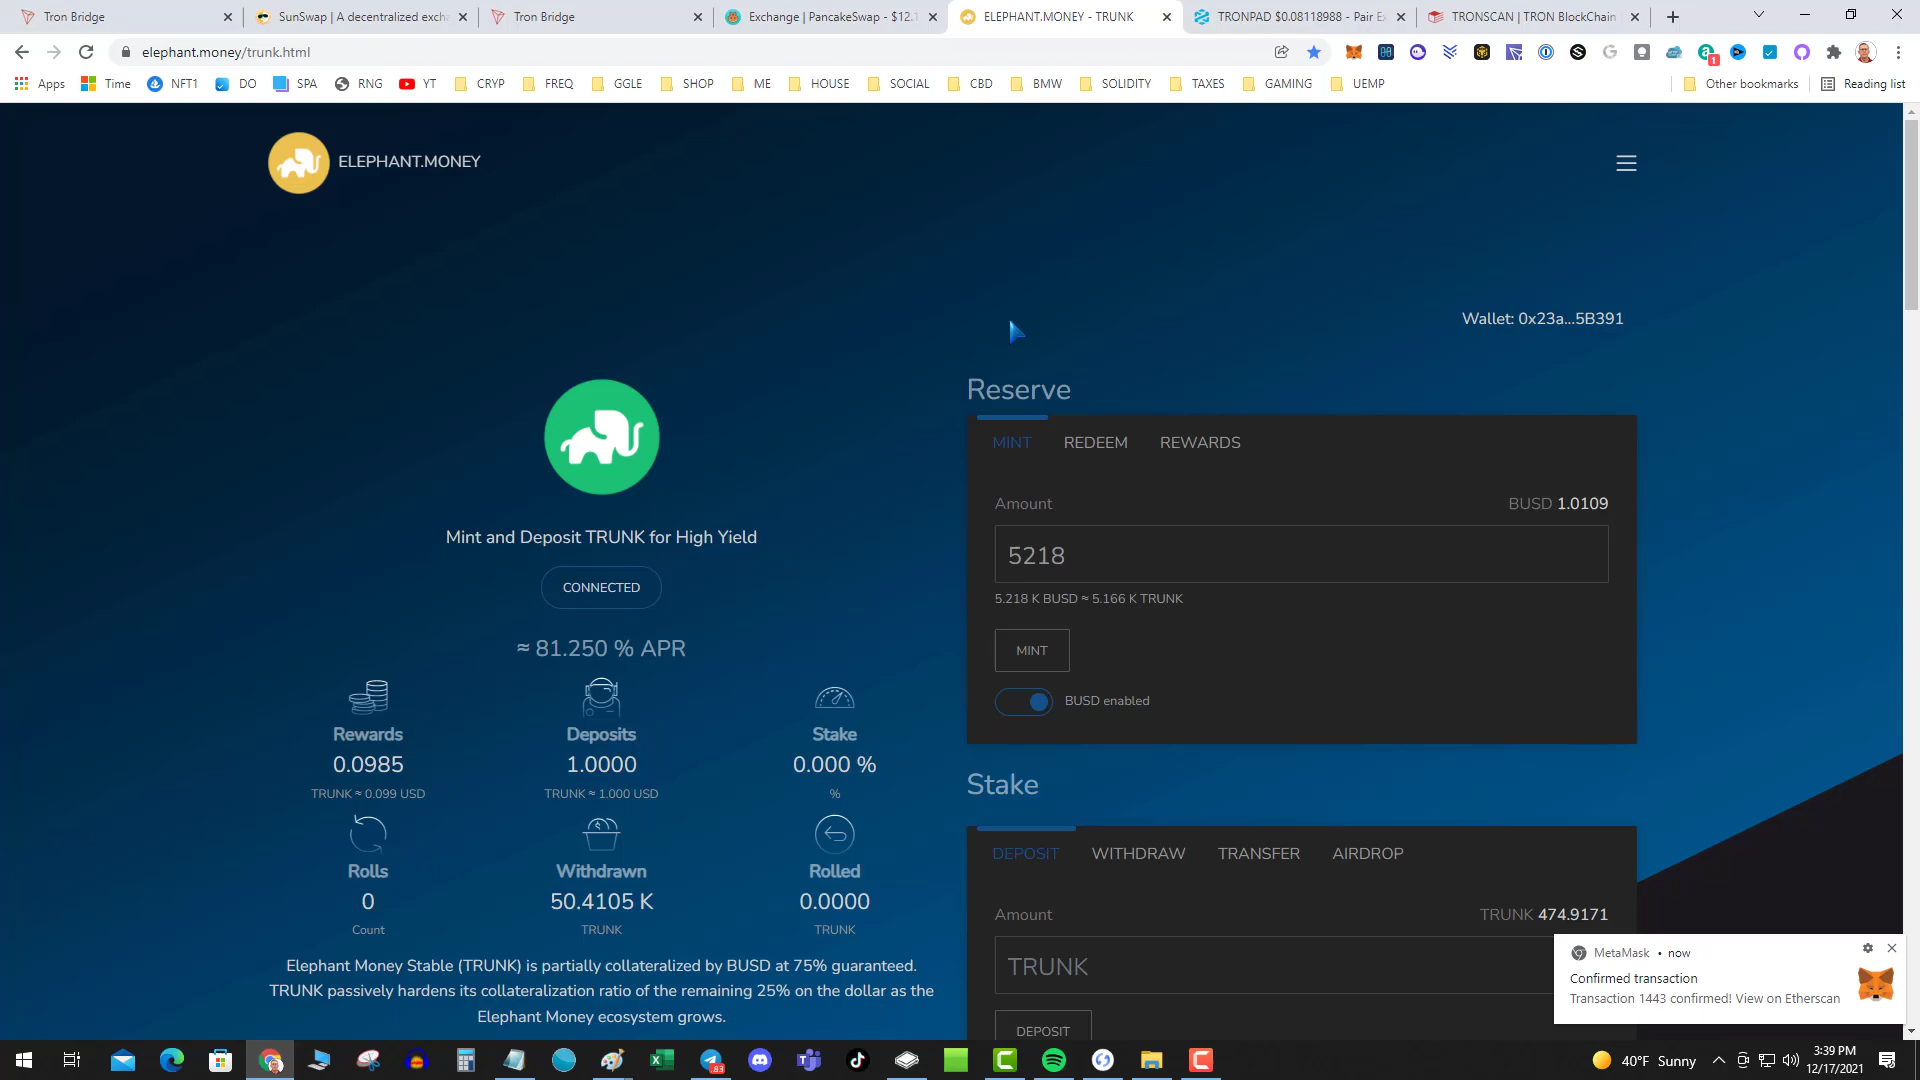 Tron Bridge
SunSwap | A decentralized excha
Tron Bridge
Exchange | PancakeSwap - $12.1
ELEPHANT.MONEY - TRUNK
TRONPAD $0.08118988 - Pair Ex
TRONSCAN | TRON BlockChain
elephant.money/trunk.html
1
Apps
Time
NFT1
DO
SPA
RNG
YT
CRYP
FREQ
GGLE
SHOP
ME
HOUSE
SOCIAL
CBD
BMW
SOLIDITY
TAXES
GAMING
UEMP
Other bookmarks
Reading list
ELEPHANT.MONEY
Wallet: 0x23a...5B391
Mint and Deposit TRUNK for High Yield
CONNECTED
≈ 81.250 % APR
Rewards
0.0985
TRUNK ≈ 0.099 USD
Deposits
1.0000
TRUNK ≈ 1.000 USD
Stake
0.000 %
%
Rolls
0
Count
Withdrawn
50.4105 K
TRUNK
Rolled
0.0000
TRUNK
Elephant Money Stable (TRUNK) is partially collateralized by BUSD at 75% guaranteed.
TRUNK passively hardens its collateralization ratio of the remaining 25% on the dollar as the
Elephant Money ecosystem grows.
Reserve
MINT
REDEEM
REWARDS
Amount
BUSD 1.0109
5218
5.218 K BUSD ≈ 5.166 K TRUNK
MINT
BUSD enabled
Stake
DEPOSIT
WITHDRAW
TRANSFER
AIRDROP
Amount
TRUNK 474.9171
TRUNK
DEPOSIT
MetaMask • now
Confirmed transaction
Transaction 1443 confirmed! View on Etherscan
83
40°F Sunny
3:39 PM
12/17/2021